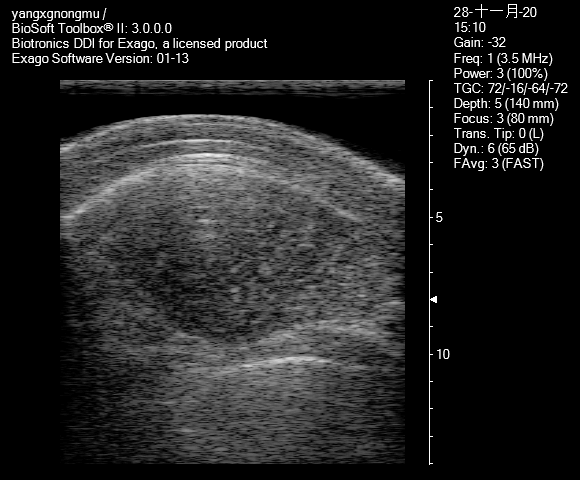 yangxgnongmu /
BioSoft Toolbox® II: 3.0.0.0
Biotronics DDI for Exago, a licensed product
Exago Software Version: 01-13
28-十一月-20
15:10
Gain: -32
Freq: 1 (3.5 MHz)
Power: 3 (100%)
TGC: 72/-16/-64/-72
Depth: 5 (140 mm)
Focus: 3 (80 mm)
Trans. Tip: 0 (L)
Dyn.: 6 (65 dB)
FAvg: 3 (FAST)
5
10